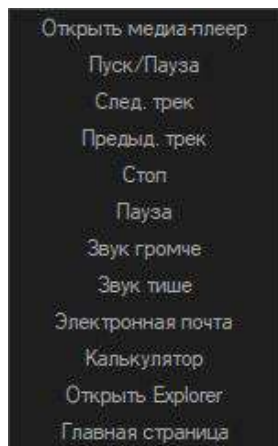 Открыть медиа-плеер
Пуск/Пауза
След. трек
Предыд. трек
Стоп
Пауза
Звук громче
Звук тише
Электронная почта
Калькулятор
Открыть Explorer
Главная страница